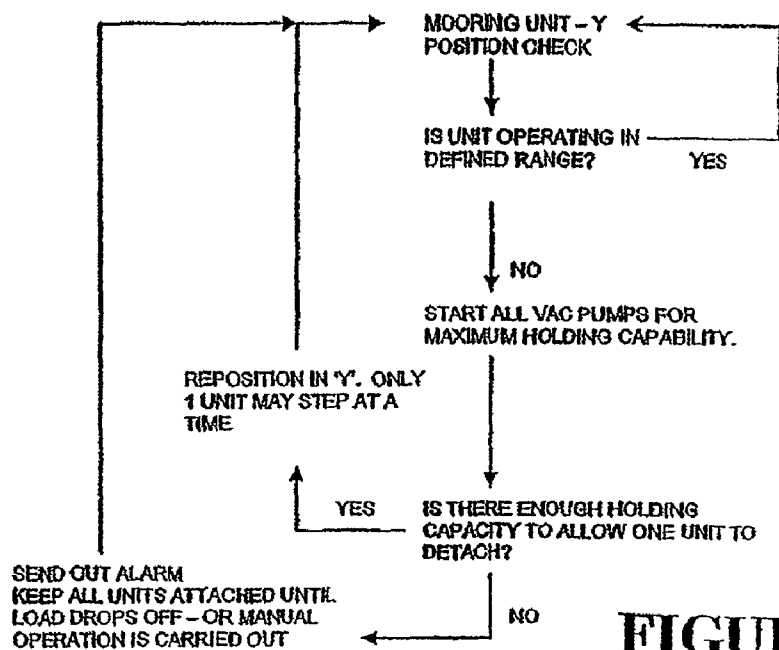 MOORING UNIT – Y
POSITION CHECK
IS UNIT OPERATING IN
DEFINED RANGE?
YES
NO
START ALL VAC PUMPS FOR
MAXIMUM HOLDING CAPABILITY.
REPOSITION IN 'Y'. ONLY
1 UNIT MAY STEP AT A
TIME
YES
IS THERE ENOUGH HOLDING
CAPACITY TO ALLOW ONE UNIT TO
DETACH?
SEND OUT ALARM
KEEP ALL UNITS ATTACHED UNTIL
LOAD DROPS OFF – OR MANUAL
OPERATION IS CARRIED OUT
NO
FIGU